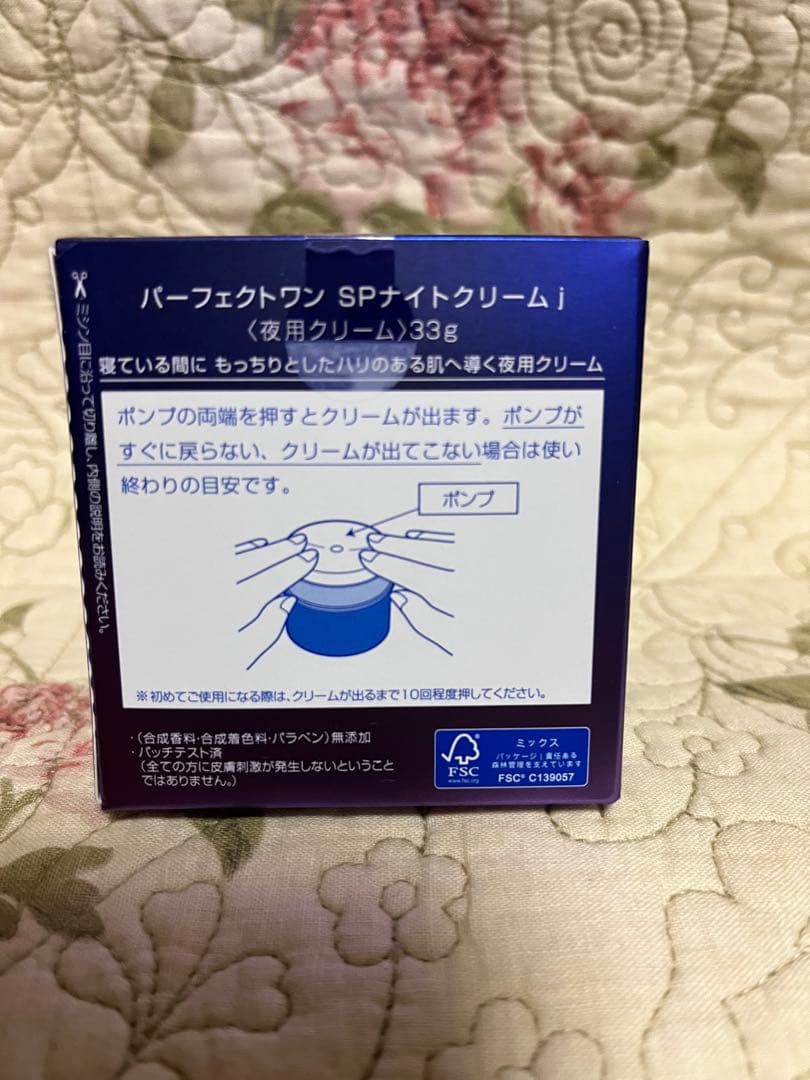 パーフェクトワン SPナイトクリーム j
〈夜用クリーム〉33g
寝ている間に もっちりとしたハリのある肌へ導く夜用クリーム
ポンプの両端を押すとクリームが出ます。ポンプが
すぐに戻らない、クリームが出てこない場合は使い
終わりの目安です。
ポンプ
※初めてご使用になる際は、クリームが出るまで10回程度押してください。
・(合成香料・合成着色料・パラベン)無添加
・パッチテスト済
(全ての方に皮膚刺激が発生しないということ
ではありません。)
FSC
www.fsc.org
ミックス
パッケージ|責任ある
森林管理を支えています
FSC® C139057
ミシン目に沿って切り離し、内側の説明をお読みください。